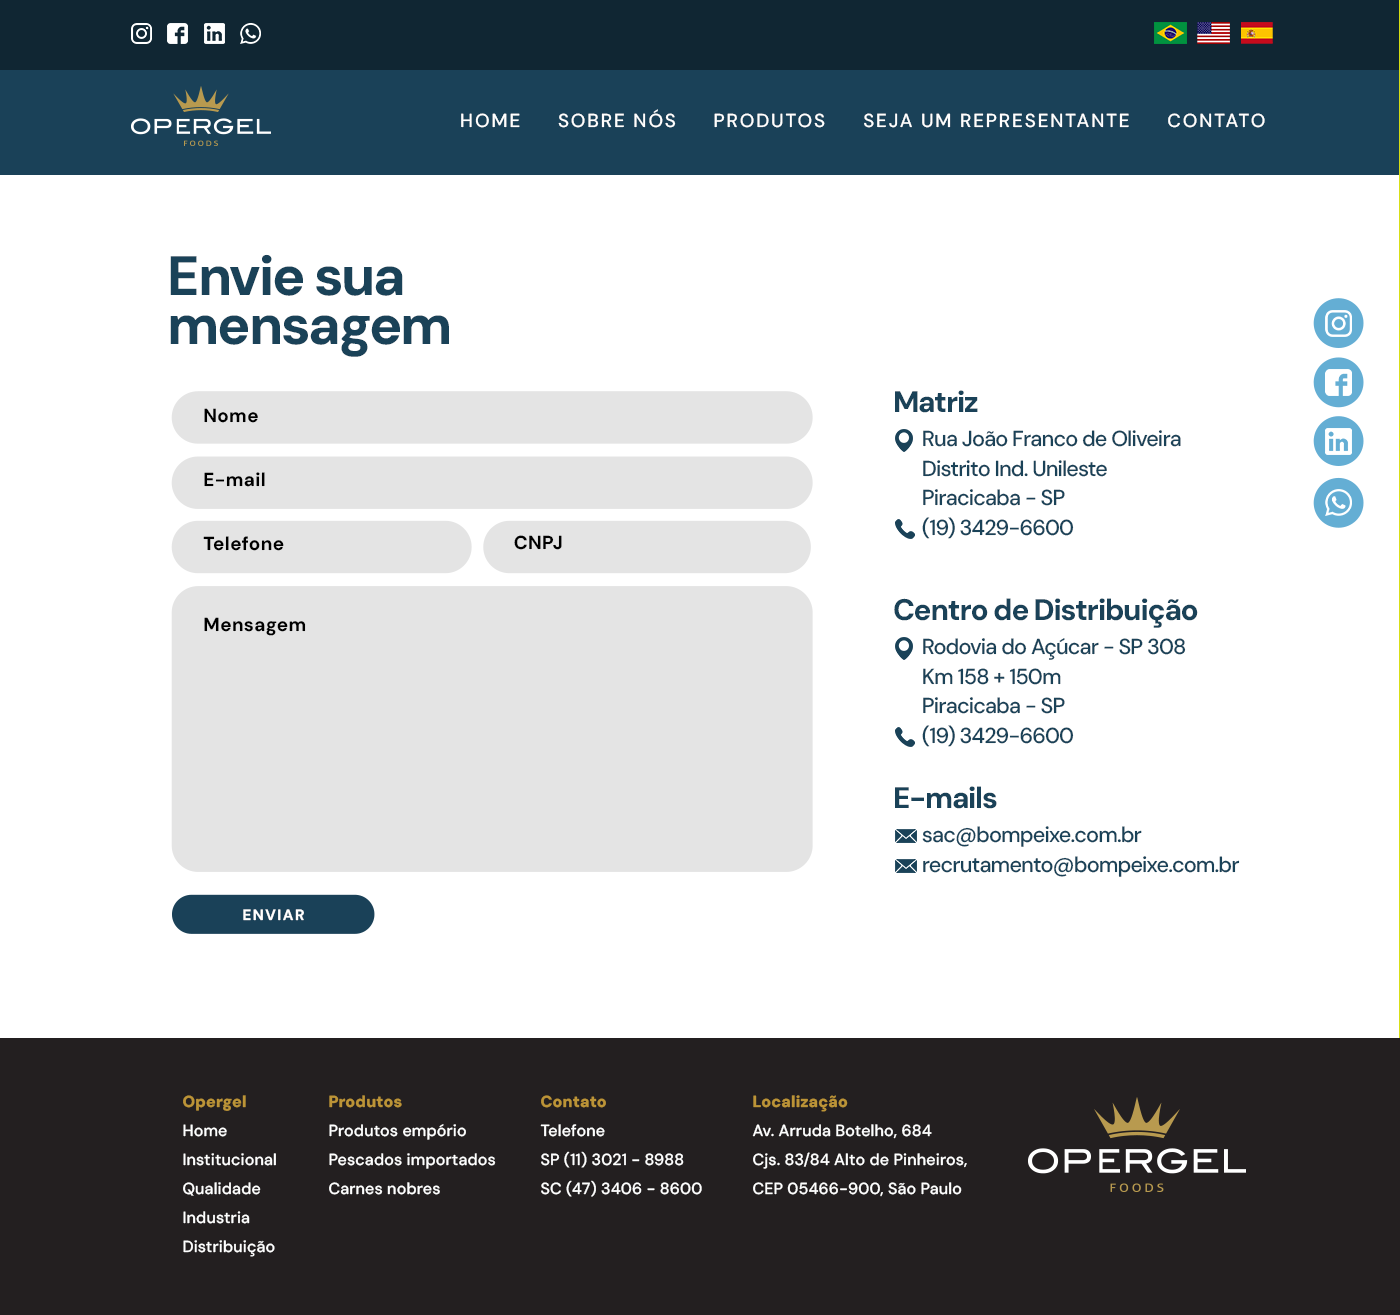 OPERGEL
FOODS
HOME SOBRE NÓS PRODUTOS SEJA UM REPRESENTANTE CONTATO
Envie sua
mensagem
Nome
E-mail
Telefone
CNPJ
Mensagem
ENVIAR
Matriz
Rua João Franco de Oliveira
Distrito Ind. Unileste
Piracicaba - SP
(19) 3429-6600
Centro de Distribuição
Rodovia do Açúcar - SP 308
Km 158 + 150m
Piracicaba - SP
(19) 3429-6600
E-mails
sac@bompeixe.com.br
recrutamento@bompeixe.com.br
Opergel
Home
Institucional
Qualidade
Industria
Distribuição
Produtos
Produtos empório
Pescados importados
Carnes nobres
Contato
Telefone
SP (11) 3021 - 8988
SC (47) 3406 - 8600
Localização
Av. Arruda Botelho, 684
Cjs. 83/84 Alto de Pinheiros,
CEP 05466-900, São Paulo
OPERGEL
FOODS